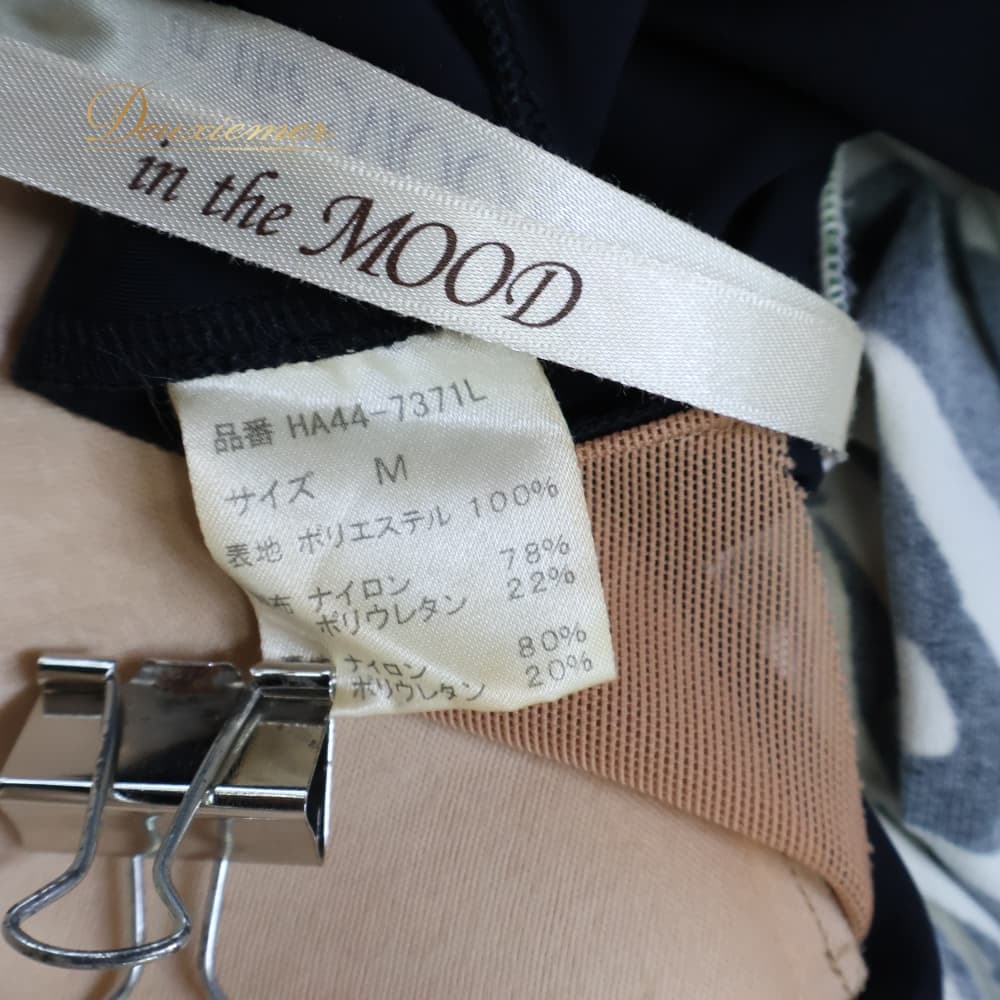 Deuxiemer
in the MOOD
品番 HA44-7371L
サイズ M
表地 ポリエステル 100%
布 ナイロン 78%
ポリウレタン 22%
ナイロン 80%
ポリウレタン 20%